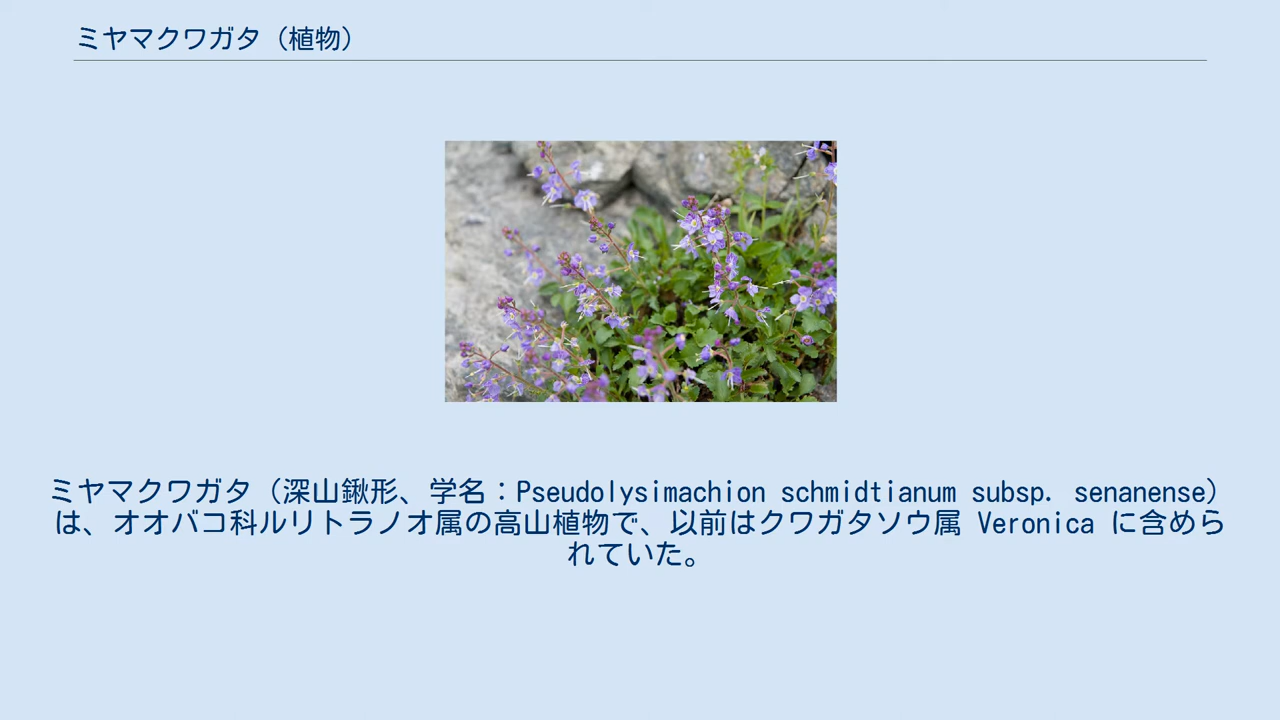 ミヤマクワガタ（植物）
ミヤマクワガタ（深山鍬形、学名：Pseudolysimachion schmidtianum subsp. senanense）
は、オオバコ科ルリトラノオ属の高山植物で、以前はクワガタソウ属 Veronica に含めら
れていた。